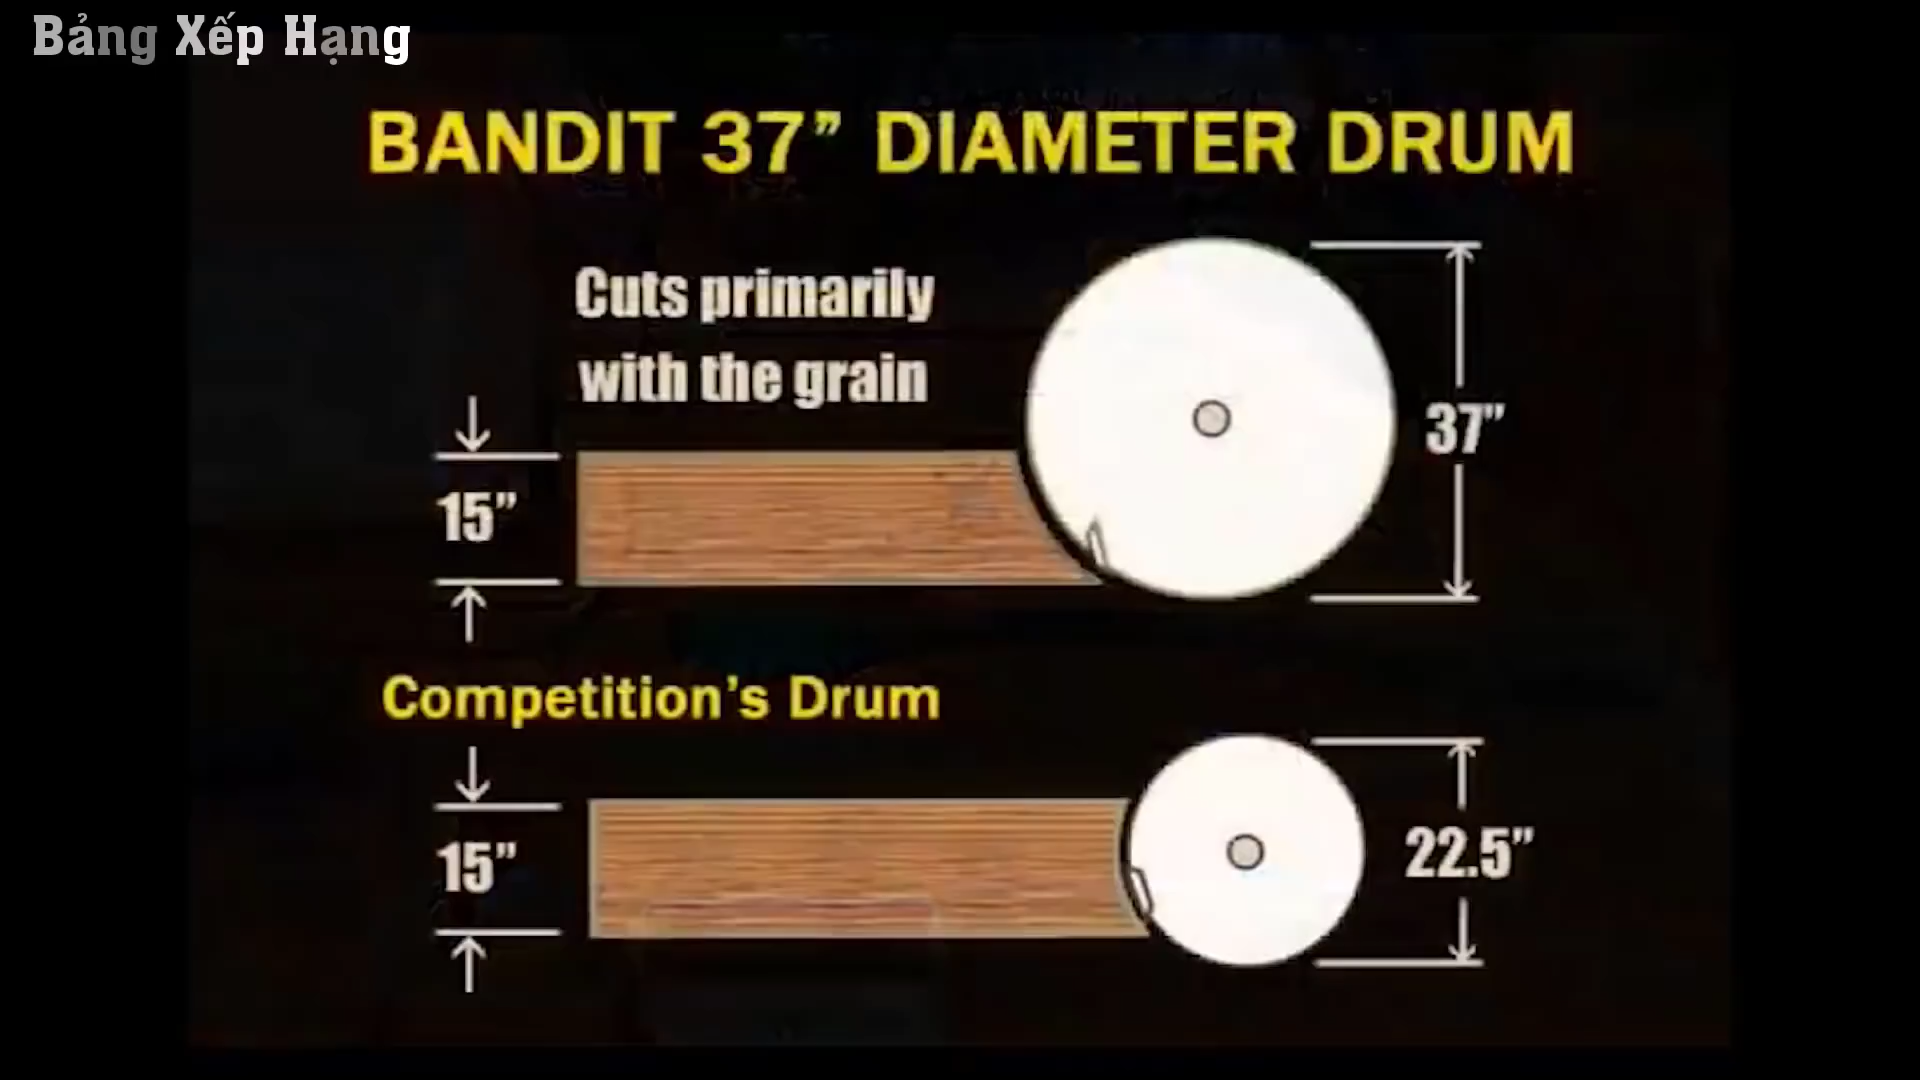 Bảng Xếp Hạng
BANDIT 37” DIAMETER DRUM
Cuts primarily
with the grain
15”
37”
Competition’s Drum
15”
22.5”